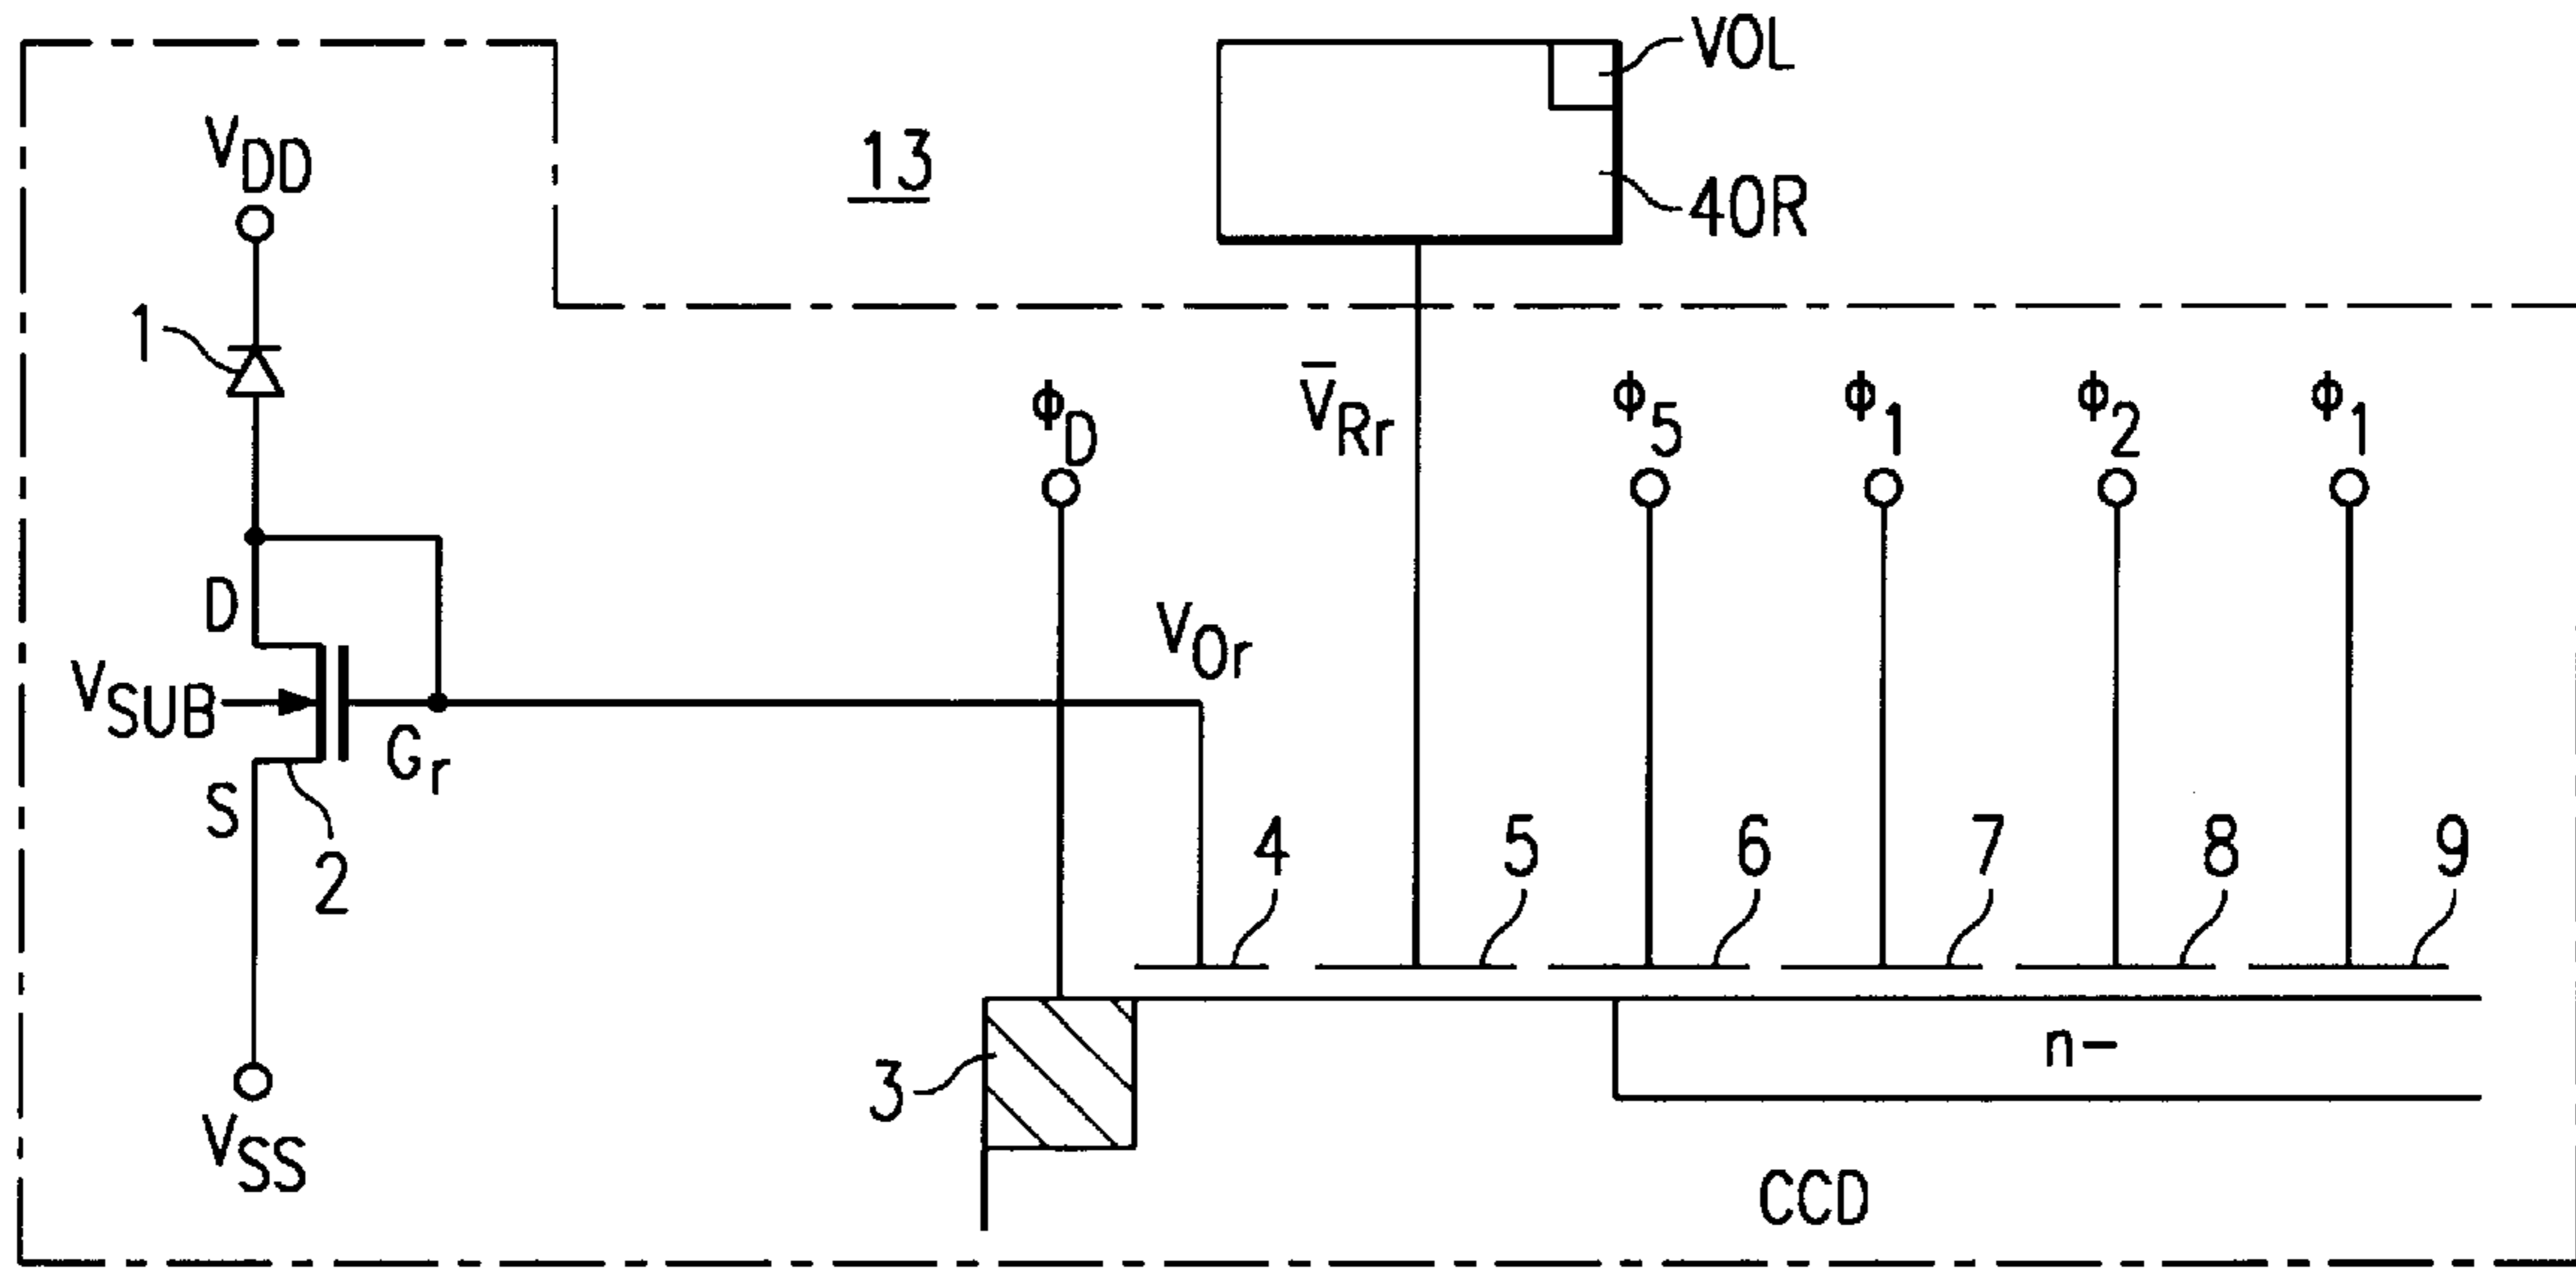 VOL
V_DD
13
40R
1
ϕ_D
V̅_Rr
ϕ_5
ϕ_1
ϕ_2
ϕ_1
D
V_Or
V_SUB
G_r
S
2
4
5
6
7
8
9
3
n-
V_SS
CCD